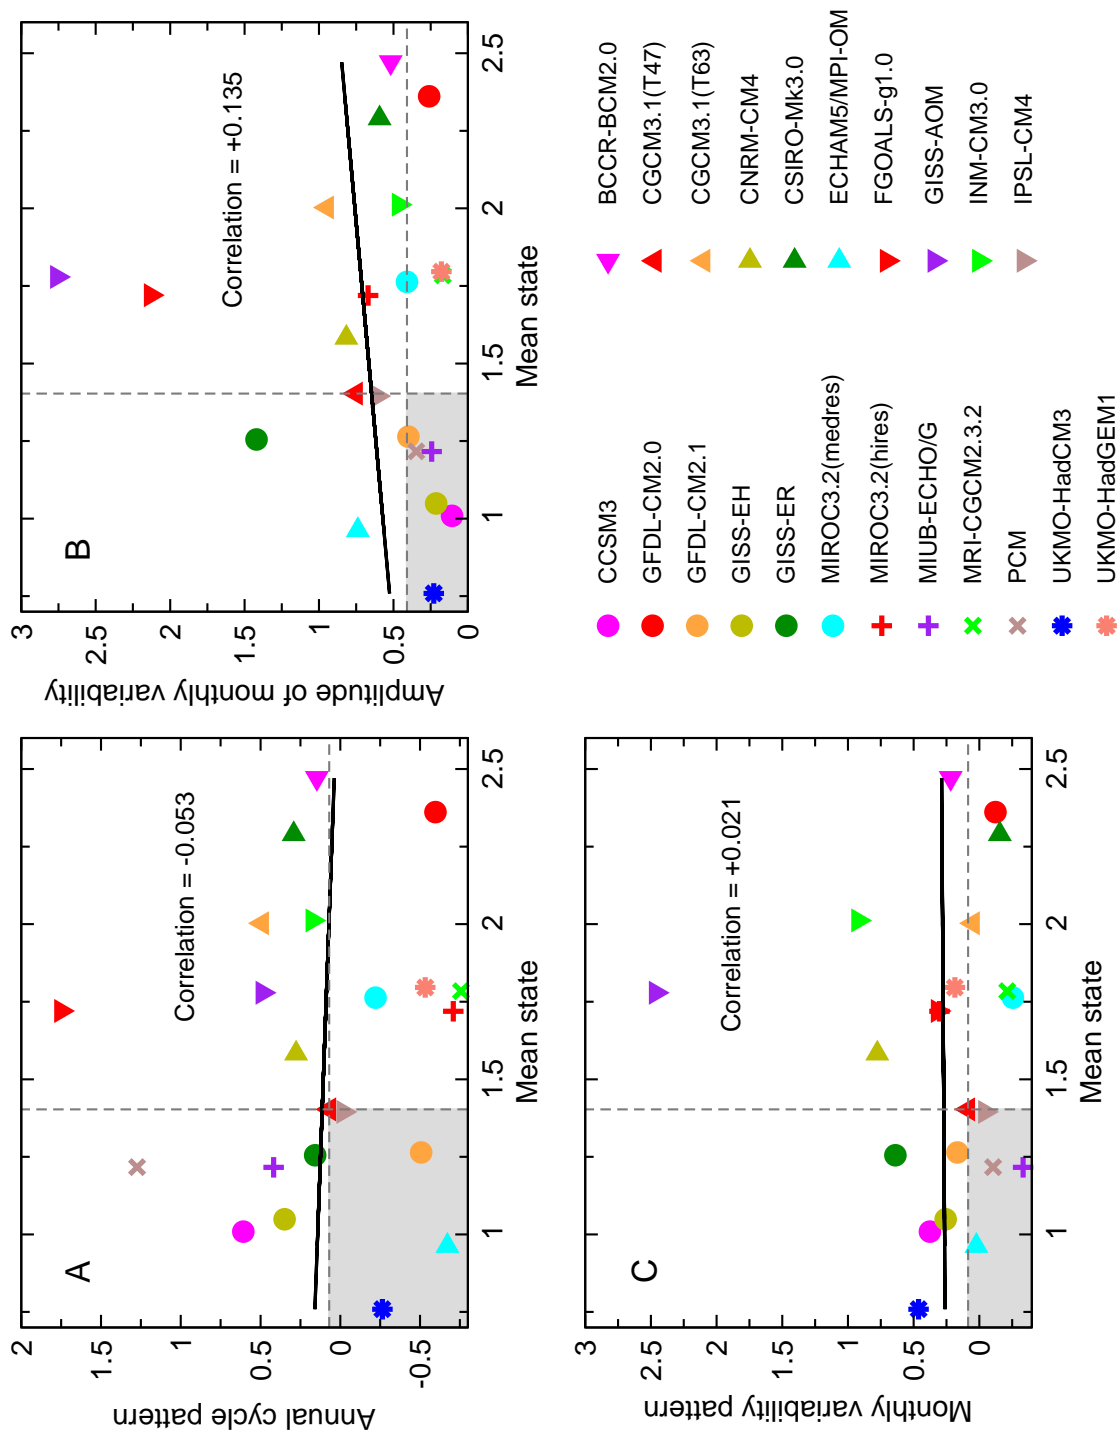 A
Correlation = -0.053
2
1.5
1
0.5
0
-0.5
Annual cycle pattern
1
1.5
2
2.5
Mean state
B
Correlation = +0.135
3
2.5
2
1.5
1
0.5
0
Amplitude of monthly variability
1
1.5
2
2.5
Mean state
C
Correlation = +0.021
3
2.5
2
1.5
1
0.5
0
Monthly variability pattern
1
1.5
2
2.5
Mean state
CCSM3
GFDL-CM2.0
GFDL-CM2.1
GISS-EH
GISS-ER
MIROC3.2(medres)
MIROC3.2(hires)
MIUB-ECHO/G
MRI-CGCM2.3.2
PCM
UKMO-HadCM3
UKMO-HadGEM1
BCCR-BCM2.0
CGCM3.1(T47)
CGCM3.1(T63)
CNRM-CM4
CSIRO-Mk3.0
ECHAM5/MPI-OM
FGOALS-g1.0
GISS-AOM
INM-CM3.0
IPSL-CM4